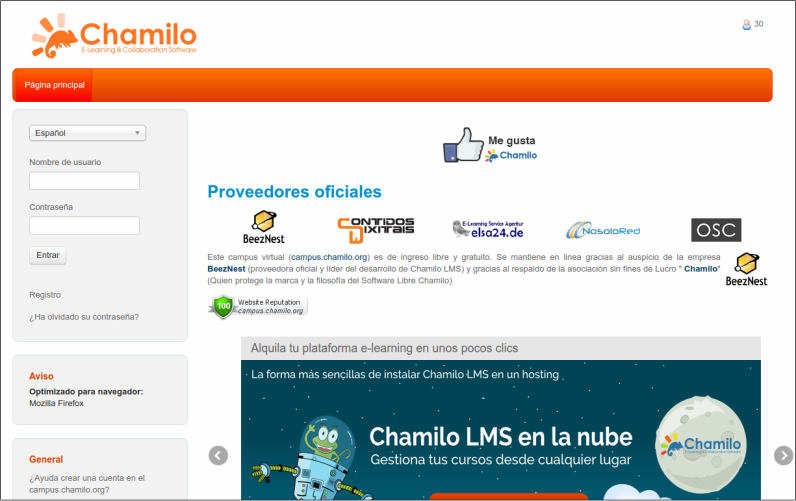 Chamilo
E-Learning & Collaboration Software
30
Página principal
Español
Nombre de usuario
Contraseña
Entrar
Registro
¿Ha olvidado su contraseña?
Aviso
Optimizado para navegador:
Mozilla Firefox
General
¿Ayuda crear una cuenta en el
campus.chamilo.org?
Me gusta
Chamilo
Proveedores oficiales
BeezNest
CONTIDOS
DIXITAIS
E-Learning Service Agentur
elsa24.de
NosoloRed
OSC
Este campus virtual (campus.chamilo.org) es de ingreso libre y gratuito. Se mantiene en línea gracias al auspicio de la empresa
BeezNest (proveedora oficial y líder del desarrollo de Chamilo LMS) y gracias al respaldo de la asociación sin fines de Lucro " Chamilo"
(Quien protege la marca y la filosofía del Software Libre Chamilo)
BeezNest
100
Website Reputation
campus.chamilo.org
Alquila tu plataforma e-learning en unos pocos clics
La forma más sencillas de instalar Chamilo LMS en un hosting
Chamilo LMS en la nube
Gestiona tus cursos desde cualquier lugar
Chamilo